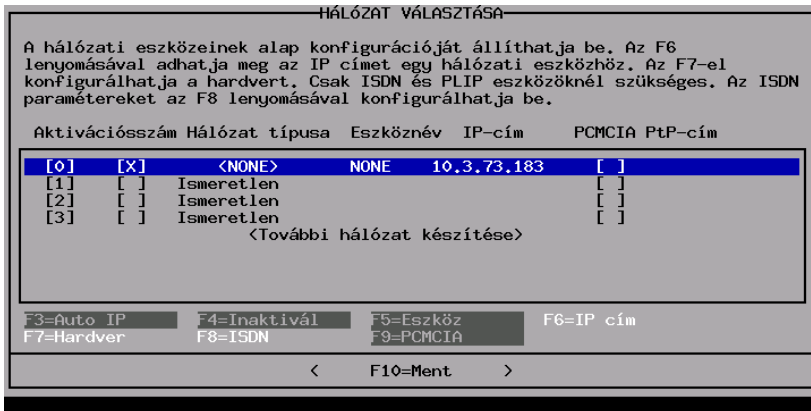 HÁLÓZAT VÁLASZTÁSA
A hálózati eszközeinek alap konfigurációját állíthatja be. Az F6
lenyomásával adhatja meg az IP címet egy hálózati eszközhöz. Az F7-el
konfigurálhatja a hardvert. Csak ISDN és PLIP eszközöknél szükséges. Az ISDN
paramétereket az F8 lenyomásával konfigurálhatja be.
Aktivációsszám Hálózat típusa Eszköznév IP-cím PCMCIA PtP-cím
[0] [X] <NONE> NONE 10.3.73.183 [ ]
[1] [ ] Ismeretlen [ ]
[2] [ ] Ismeretlen [ ]
[3] [ ] Ismeretlen [ ]
<További hálózat készítése>
F3=Auto IP F4=Inaktivál F5=Eszköz F6=IP cím
F7=Hardver F8=ISDN F9=PCMCIA
< F10=Ment >